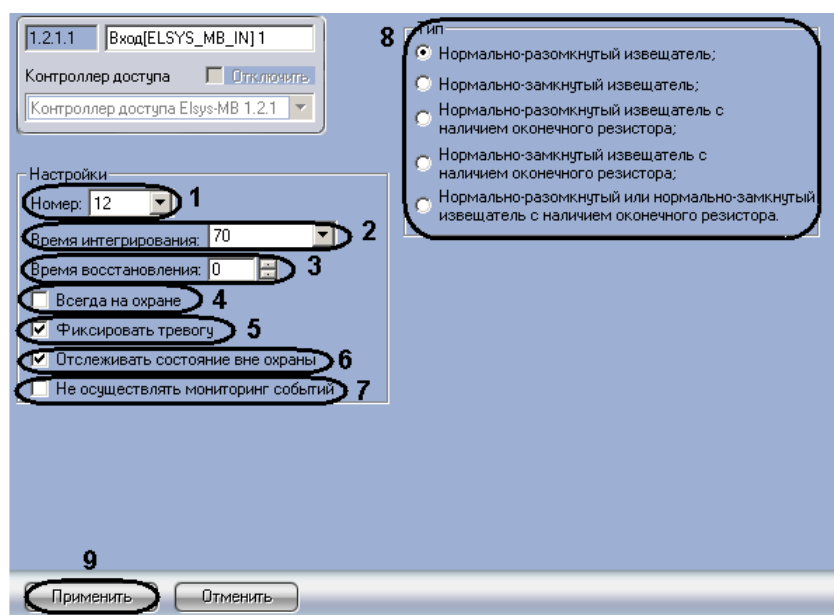 1.2.1.1 Вход[ELSYS_MB_IN] 1
Контроллер доступа Отключить
Контроллер доступа Elsys-MB 1.2.1
Настройки
Номер: 12 1
Время интегрирования: 70 2
Время восстановления: 0 3
Всегда на охране 4
Фиксировать тревогу 5
Отслеживать состояние вне охраны 6
Не осуществлять мониторинг событий 7
8 Тип
Нормально-разомкнутый извещатель;
Нормально-замкнутый извещатель;
Нормально-разомкнутый извещатель с
наличием оконечного резистора;
Нормально-замкнутый извещатель с
наличием оконечного резистора;
Нормально-разомкнутый или нормально-замкнутый
извещатель с наличием оконечного резистора.
9
Применить Отменить